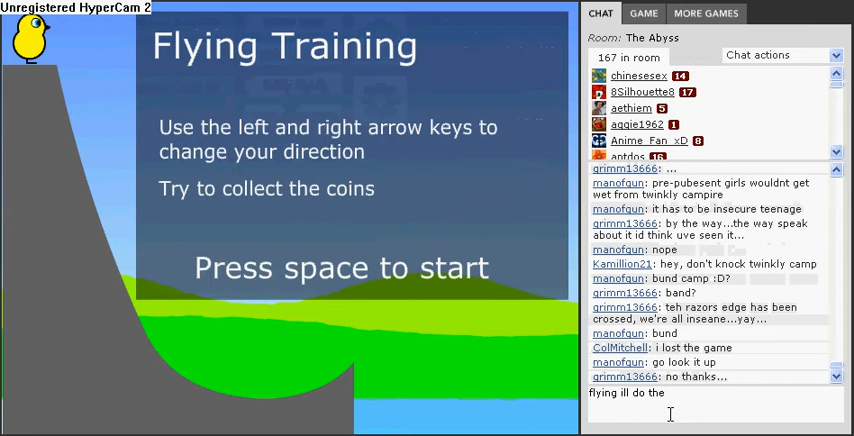 Unregistered HyperCam 2
Flying Training
Use the left and right arrow keys to
change your direction
Try to collect the coins
Press space to start
CHAT GAME MORE GAMES
Room: The Abyss
167 in room Chat actions
chinesesex 14
8Silhouette8 17
aethiem 5
aggie1962 1
Anime_Fan_xD 8
aptdos 16
grimm13666: ...
manofgun: pre-pubesent girls wouldnt get
wet from twinkly campire
manofgun: it has to be insecure teenage
grimm13666: by the way...the way speak
about it id think uve seen it...
manofgun: nope
Kamillion21: hey, don't knock twinkly camp
manofgun: bund camp :D?
grimm13666: band?
grimm13666: teh razors edge has been
crossed, we're all inseane...yay...
manofgun: bund
ColMitchell: i lost the game
manofgun: go look it up
grimm13666: no thanks...
flying ill do the